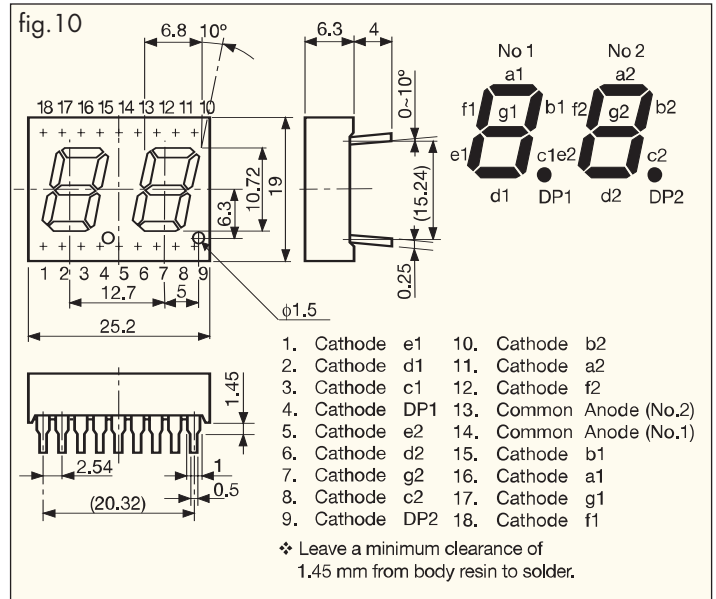 fig.10
6.8 10°
6.3 4
No 1 No 2
a1 a2
f1 g1 b1 f2 g2 b2
e1 c1 e2 c2
d1 DP1 d2 DP2
18 17 16 15 14 13 12 11 10
0~10°
10.72
19
6.3
(15.24)
0.25
1 2 3 4 5 6 7 8 9
12.7 5
φ1.5
25.2
1. Cathode e1 10. Cathode b2
2. Cathode d1 11. Cathode a2
3. Cathode c1 12. Cathode f2
4. Cathode DP1 13. Common Anode (No.2)
5. Cathode e2 14. Common Anode (No.1)
6. Cathode d2 15. Cathode b1
7. Cathode g2 16. Cathode a1
8. Cathode c2 17. Cathode g1
9. Cathode DP2 18. Cathode f1
1.45
2.54 1
0.5
(20.32)
❖ Leave a minimum clearance of
1.45 mm from body resin to solder.